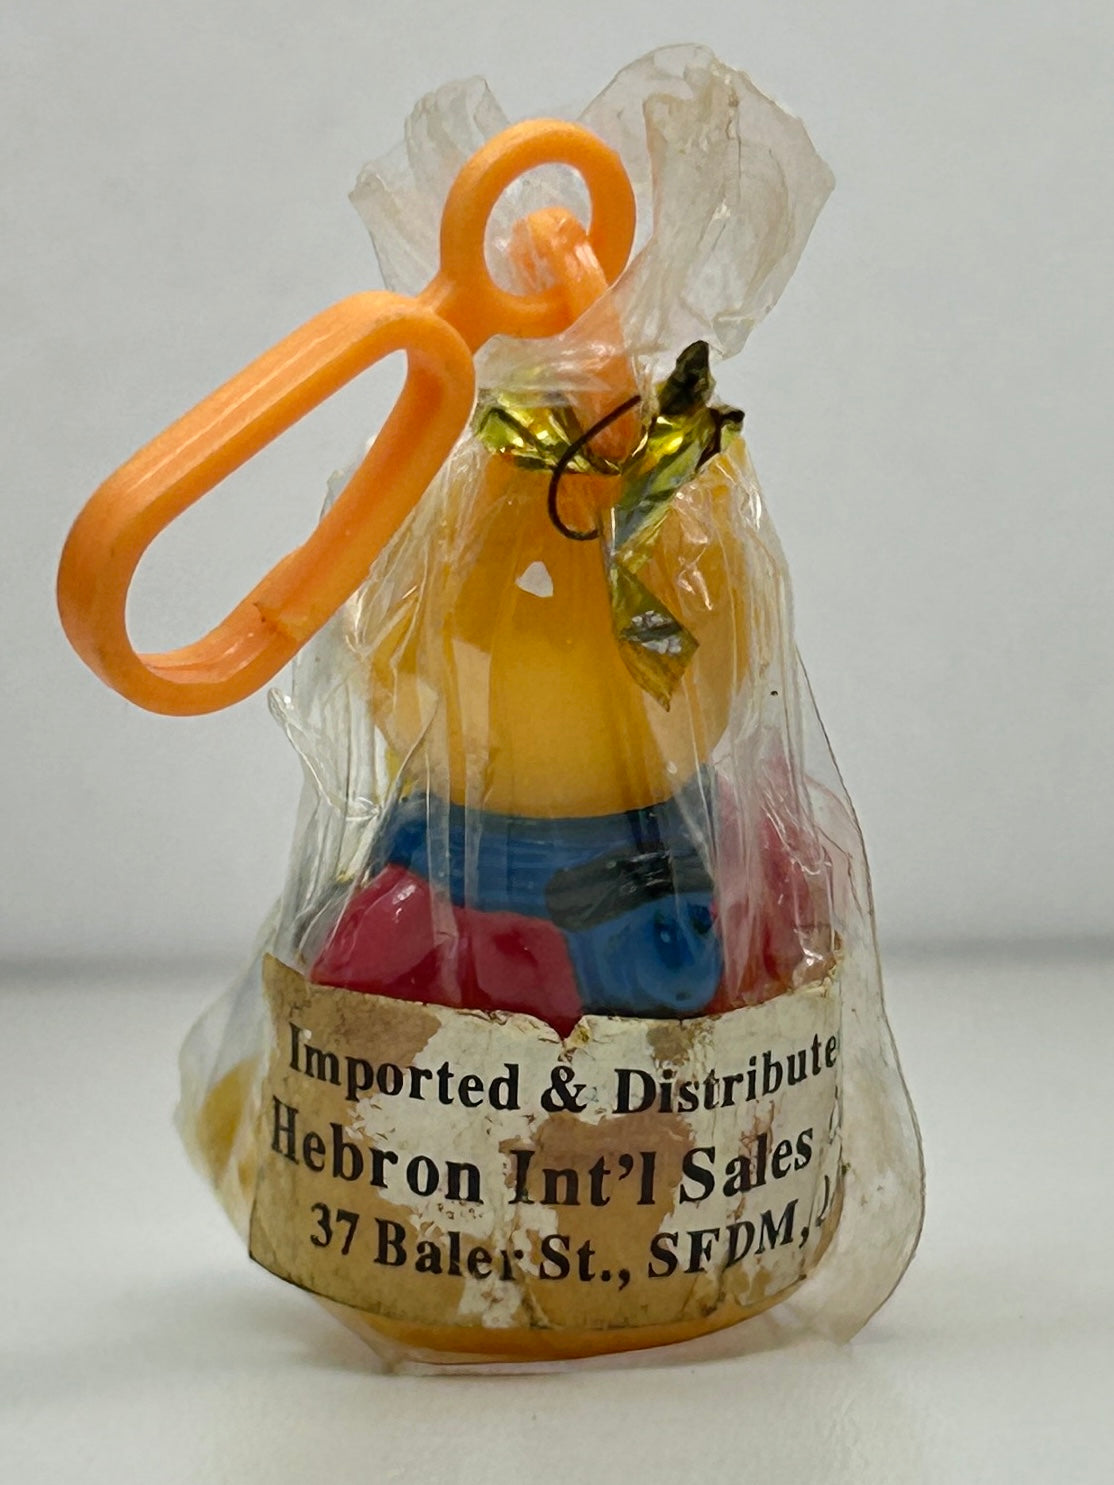 Imported & Distribute
Hebron Int'l Sales
37 Baler St., SFDM,